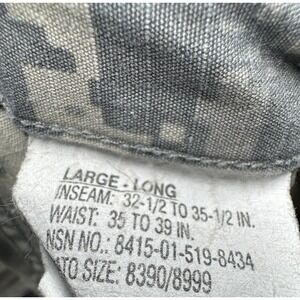 LARGE - LONG
INSEAM: 32-1/2 TO 35-1/2 IN.
WAIST: 35 TO 39 IN.
NSN NO.: 8415-01-519-8434
ATO SIZE: 8390/8999